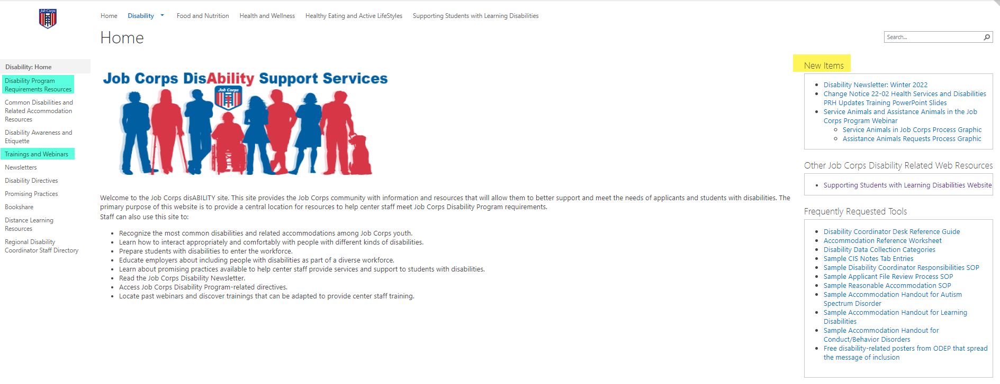 Job Corps
Home Disability Food and Nutrition Health and Wellness Healthy Eating and Active LifeStyles Supporting Students with Learning Disabilities
Home
Search...
Disability: Home
Disability Program
Requirements Resources
Common Disabilities and
Related Accommodation
Resources
Disability Awareness and
Etiquette
Trainings and Webinars
Newsletters
Disability Directives
Promising Practices
Bookshare
Distance Learning
Resources
Regional Disability
Coordinator Staff Directory
Job Corps DisAbility Support Services
Job Corps
Welcome to the Job Corps disABILITY site. This site provides the Job Corps community with information and resources that will allow them to better support and meet the needs of applicants and students with disabilities. The
primary purpose of this website is to provide a central location for resources to help center staff meet Job Corps Disability Program requirements.
Staff can also use this site to:
• Recognize the most common disabilities and related accommodations among Job Corps youth.
• Learn how to interact appropriately and comfortably with people with different kinds of disabilities.
• Prepare students with disabilities to enter the workforce.
• Educate employers about including people with disabilities as part of a diverse workforce.
• Learn about promising practices available to help center staff provide services and support to students with disabilities.
• Read the Job Corps Disability Newsletter.
• Access Job Corps Disability Program-related directives.
• Locate past webinars and discover trainings that can be adapted to provide center staff training.
New Items
• Disability Newsletter: Winter 2022
• Change Notice 22-02 Health Services and Disabilities
PRH Updates Training PowerPoint Slides
• Service Animals and Assistance Animals in the Job
Corps Program Webinar
○ Service Animals in Job Corps Process Graphic
○ Assistance Animals Requests Process Graphic
Other Job Corps Disability Related Web Resources
• Supporting Students with Learning Disabilities Website
Frequently Requested Tools
• Disability Coordinator Desk Reference Guide
• Accommodation Reference Worksheet
• Disability Data Collection Categories
• Sample CIS Notes Tab Entries
• Sample Disability Coordinator Responsibilities SOP
• Sample Applicant File Review Process SOP
• Sample Reasonable Accommodation SOP
• Sample Accommodation Handout for Autism
Spectrum Disorder
• Sample Accommodation Handout for Learning
Disabilities
• Sample Accommodation Handout for
Conduct/Behavior Disorders
• Free disability-related posters from ODEP that spread
the message of inclusion